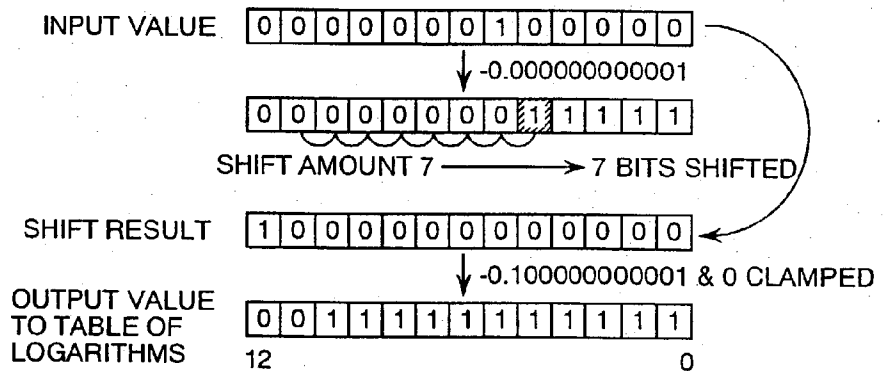 INPUT VALUE 0 0 0 0 0 0 0 1 0 0 0 0 0
-0.000000000001
0 0 0 0 0 0 0 0 1 1 1 1 1
SHIFT AMOUNT 7 7 BITS SHIFTED
SHIFT RESULT 1 0 0 0 0 0 0 0 0 0 0 0 0
-0.100000000001 & 0 CLAMPED
OUTPUT VALUE
TO TABLE OF
LOGARITHMS
0 0 1 1 1 1 1 1 1 1 1 1 1
12 0